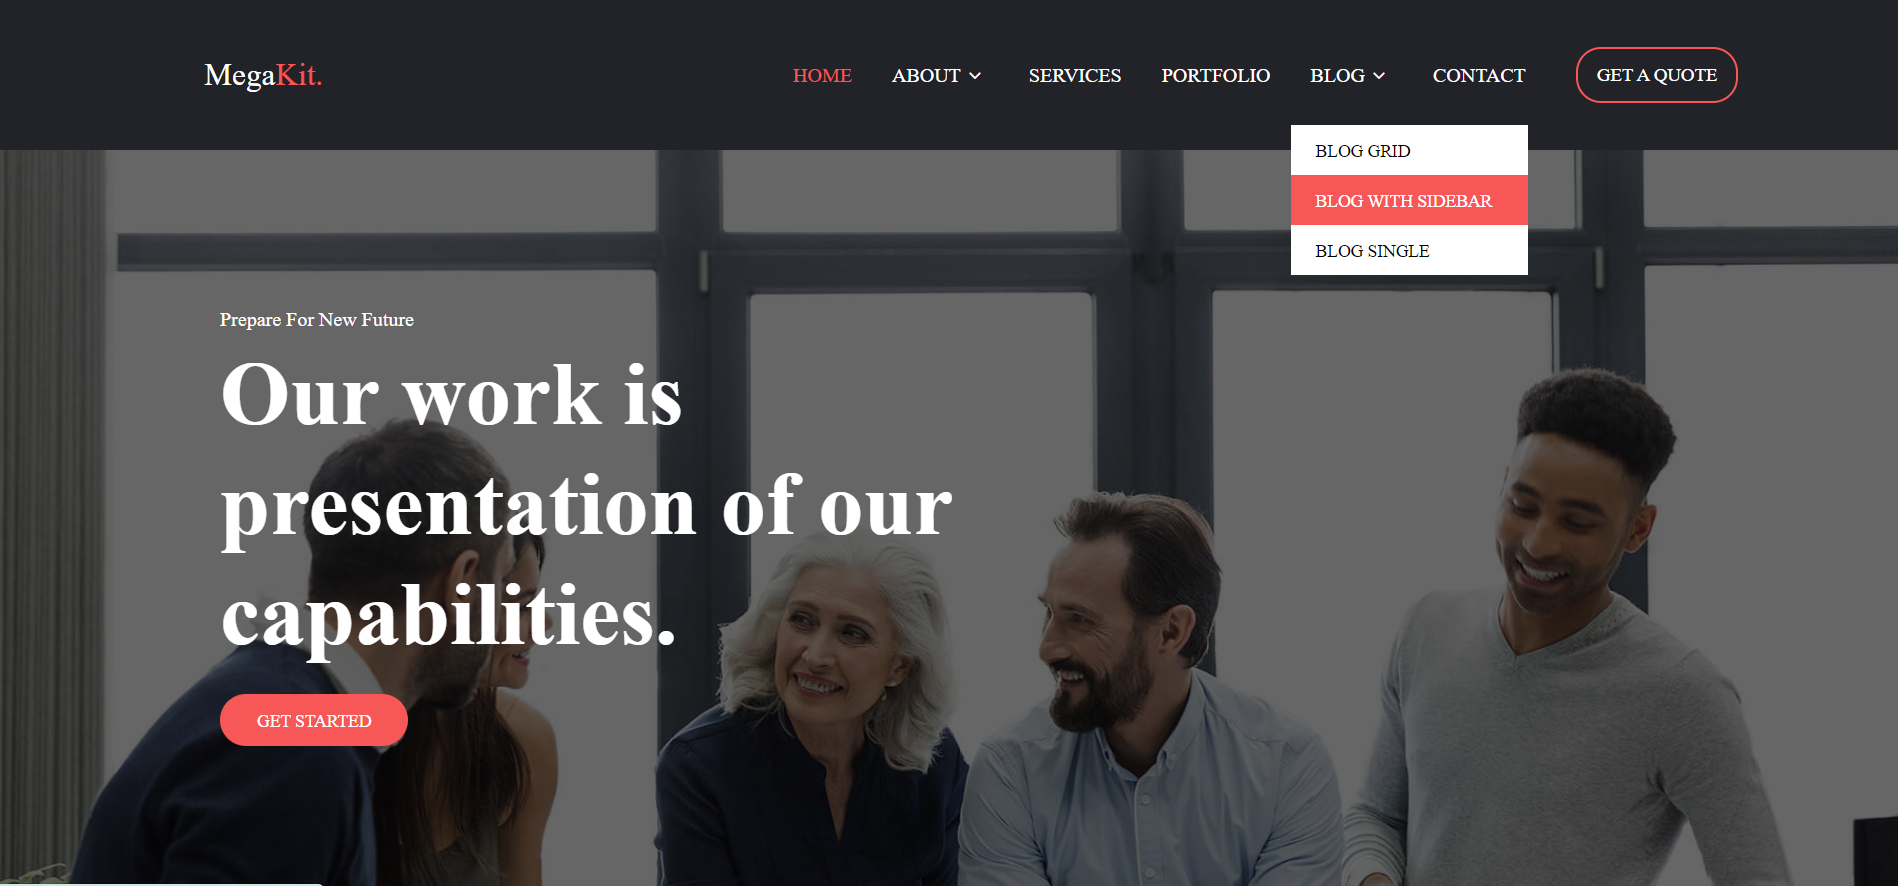 MegaKit.
HOME ABOUT SERVICES PORTFOLIO BLOG CONTACT GET A QUOTE
BLOG GRID
BLOG WITH SIDEBAR
BLOG SINGLE
Prepare For New Future
Our work is
presentation of our
capabilities.
GET STARTED